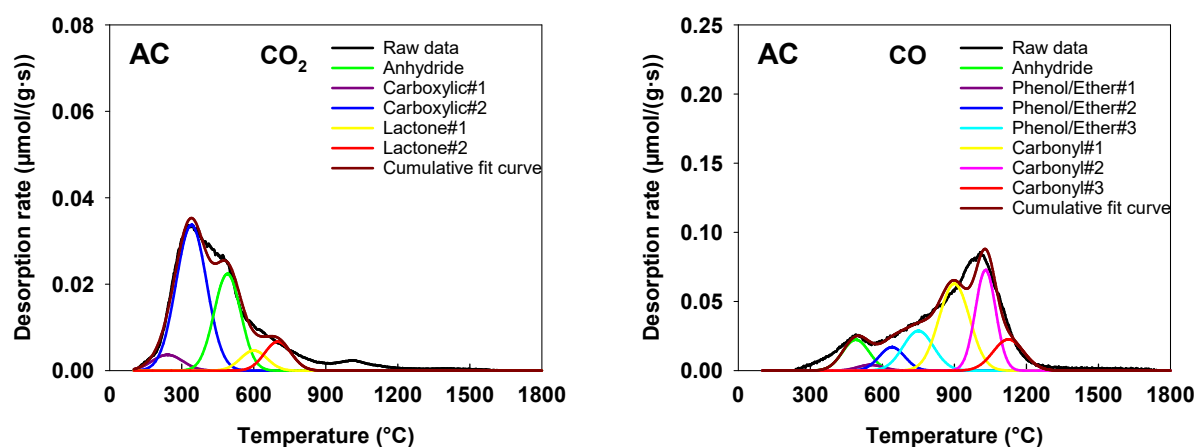 AC
CO₂
Raw data
Anhydride
Carboxylic#1
Carboxylic#2
Lactone#1
Lactone#2
Cumulative fit curve
Desorption rate (µmol/(g·s))
0.08
0.06
0.04
0.02
0.00
0 300 600 900 1200 1500 1800
Temperature (°C)
AC
CO
Raw data
Anhydride
Phenol/Ether#1
Phenol/Ether#2
Phenol/Ether#3
Carbonyl#1
Carbonyl#2
Carbonyl#3
Cumulative fit curve
Desorption rate (µmol/(g·s))
0.25
0.20
0.15
0.10
0.05
0.00
0 300 600 900 1200 1500 1800
Temperature (°C)